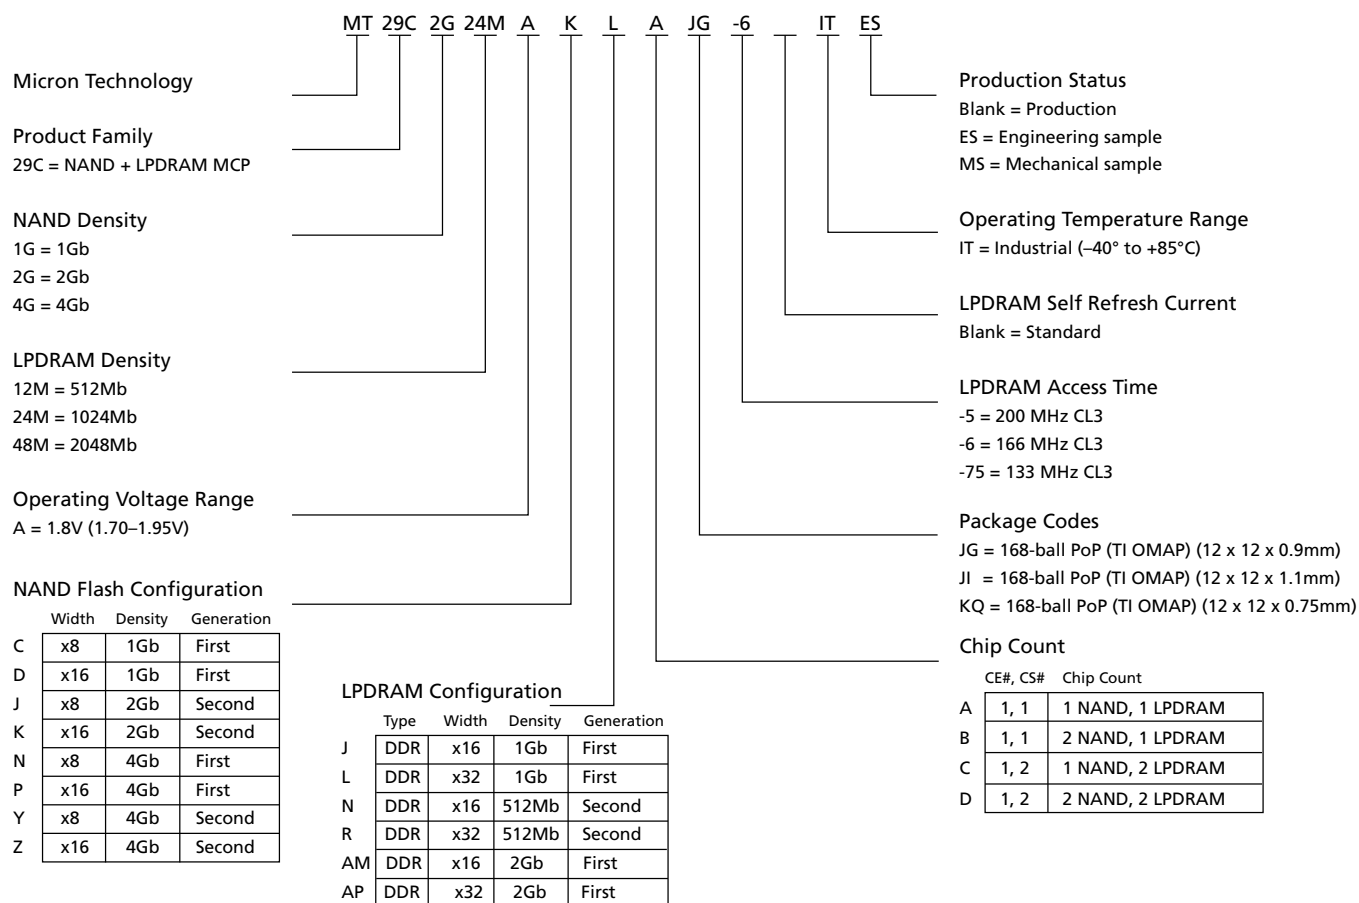 MT 29C 2G 24M A K L A JG -6 IT ES
Micron Technology
Product Family
29C = NAND + LPDRAM MCP
NAND Density
1G = 1Gb
2G = 2Gb
4G = 4Gb
LPDRAM Density
12M = 512Mb
24M = 1024Mb
48M = 2048Mb
Operating Voltage Range
A = 1.8V (1.70–1.95V)
NAND Flash Configuration
Width Density Generation
C x8 1Gb First
D x16 1Gb First
J x8 2Gb Second
K x16 2Gb Second
N x8 4Gb First
P x16 4Gb First
Y x8 4Gb Second
Z x16 4Gb Second
LPDRAM Configuration
Type Width Density Generation
J DDR x16 1Gb First
L DDR x32 1Gb First
N DDR x16 512Mb Second
R DDR x32 512Mb Second
AM DDR x16 2Gb First
AP DDR x32 2Gb First
Production Status
Blank = Production
ES = Engineering sample
MS = Mechanical sample
Operating Temperature Range
IT = Industrial (–40° to +85°C)
LPDRAM Self Refresh Current
Blank = Standard
LPDRAM Access Time
-5 = 200 MHz CL3
-6 = 166 MHz CL3
-75 = 133 MHz CL3
Package Codes
JG = 168-ball PoP (TI OMAP) (12 x 12 x 0.9mm)
JI = 168-ball PoP (TI OMAP) (12 x 12 x 1.1mm)
KQ = 168-ball PoP (TI OMAP) (12 x 12 x 0.75mm)
Chip Count
CE#, CS# Chip Count
A 1, 1 1 NAND, 1 LPDRAM
B 1, 1 2 NAND, 1 LPDRAM
C 1, 2 1 NAND, 2 LPDRAM
D 1, 2 2 NAND, 2 LPDRAM